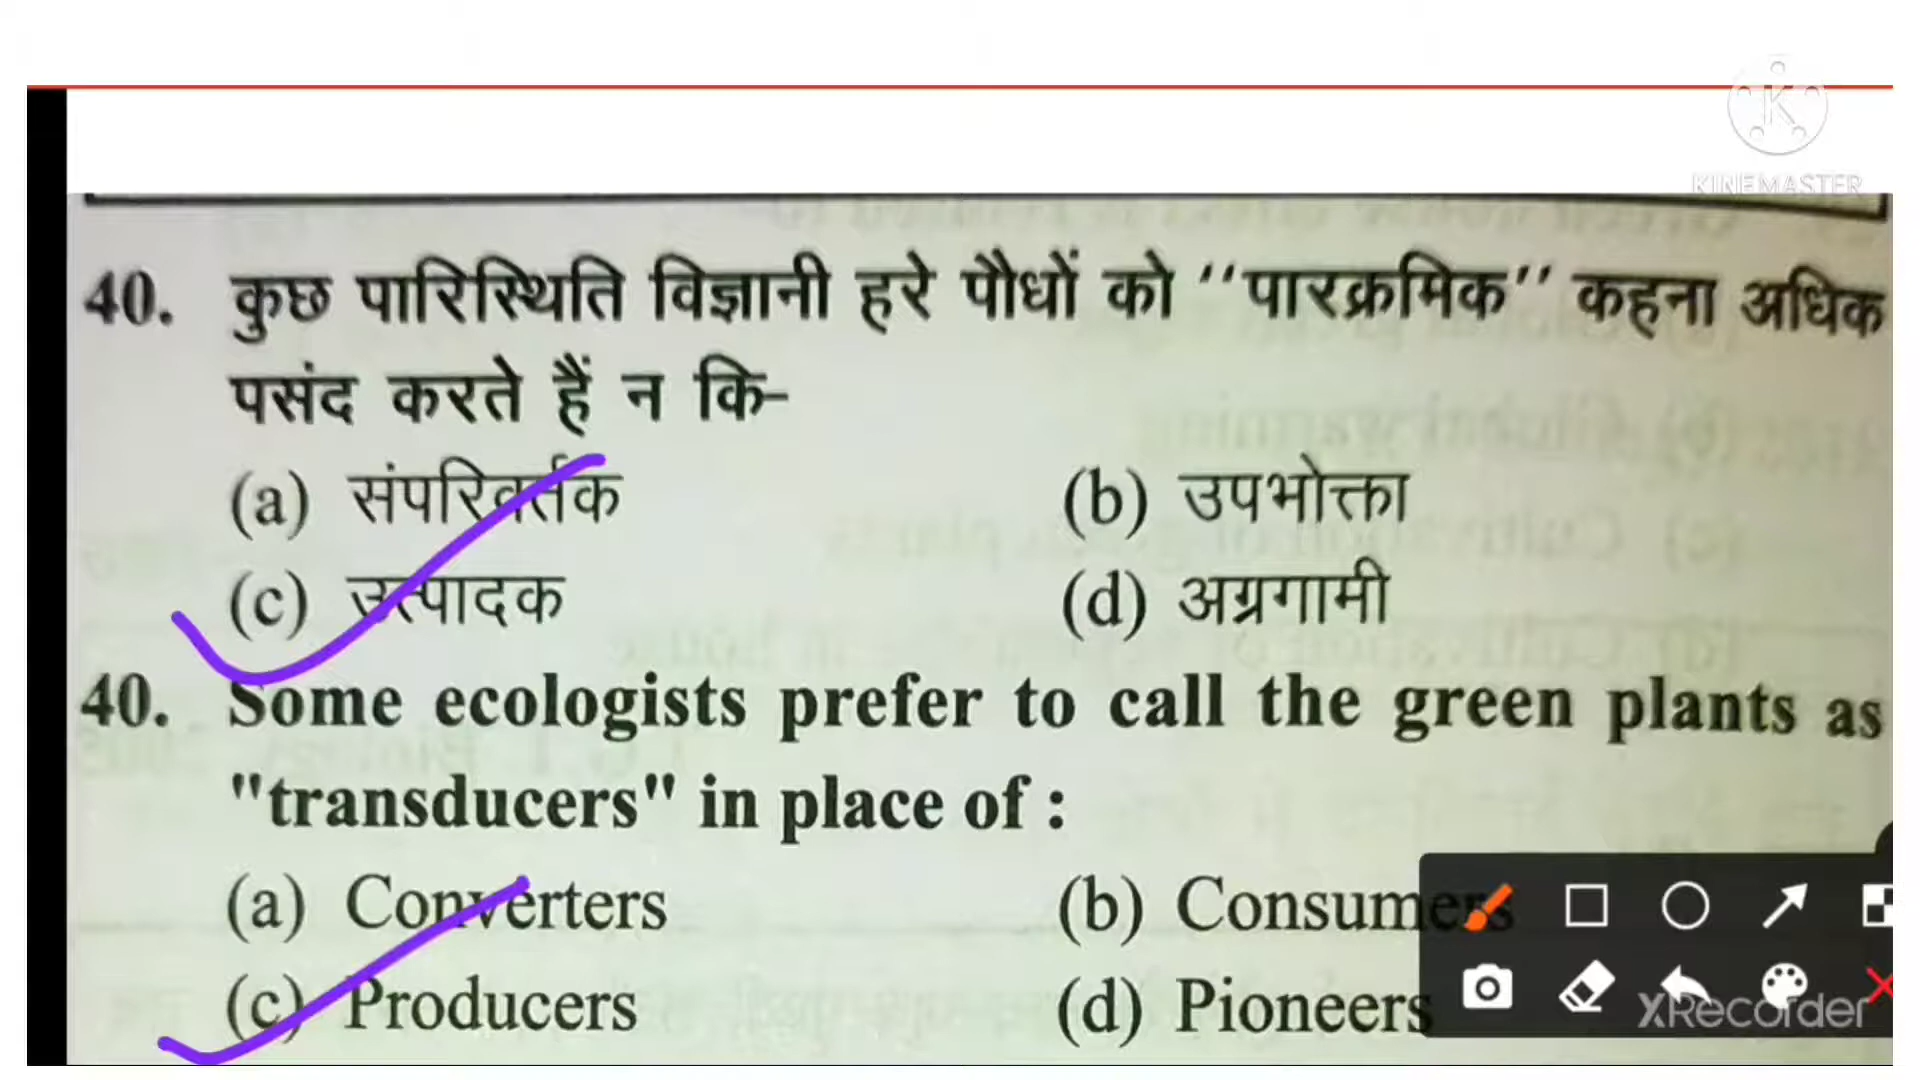 KINEMASTER
40. कुछ पारिस्थिति विज्ञानी हरे पौधों को ‘‘पारक्रमिक’’ कहना अधिक
पसंद करते हैं न कि-
(a) संपरिवर्तक (b) उपभोक्ता
(c) उत्पादक (d) अग्रगामी
40. Some ecologists prefer to call the green plants as
"transducers" in place of :
(a) Converters (b) Consumers
(c) Producers (d) Pioneers
XRecorder